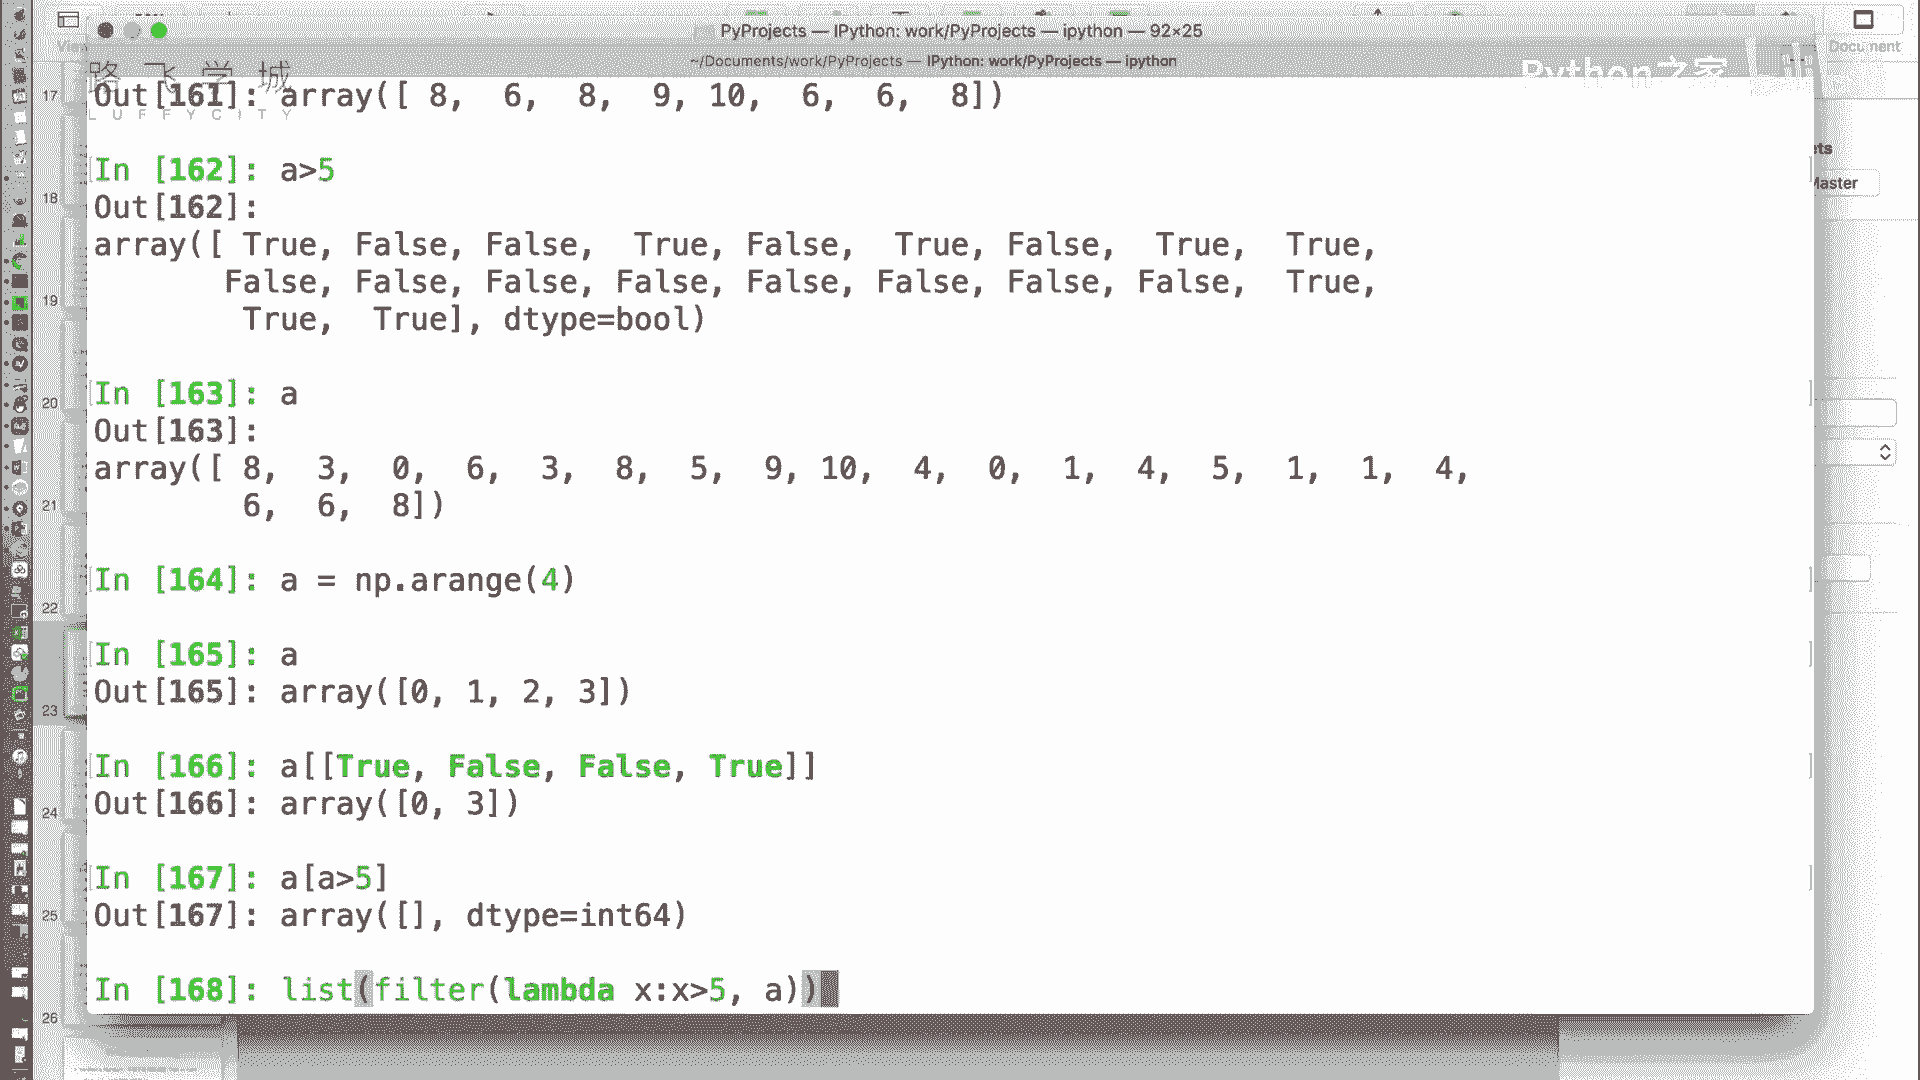 PyProjects — IPython: work/PyProjects — ipython — 92×25
~/Documents/work/PyProjects — IPython: work/PyProjects — ipython
Document
路飞学城
LUFFYCITY
Python之家
Out[161]: array([ 8,  6,  8,  9, 10,  6,  6,  8])
In [162]: a>5
Out[162]:
array([ True, False, False,  True, False,  True, False,  True,  True,
       False, False, False, False, False, False, False, False,  True,
        True,  True], dtype=bool)
In [163]: a
Out[163]:
array([ 8,  3,  0,  6,  3,  8,  5,  9, 10,  4,  0,  1,  4,  5,  1,  1,  4,
        6,  6,  8])
In [164]: a = np.arange(4)
In [165]: a
Out[165]: array([0, 1, 2, 3])
In [166]: a[[True, False, False, True]]
Out[166]: array([0, 3])
In [167]: a[a>5]
Out[167]: array([], dtype=int64)
In [168]: list(filter(lambda x:x>5, a))
17
18
19
20
21
22
23
24
25
26
ets
Master